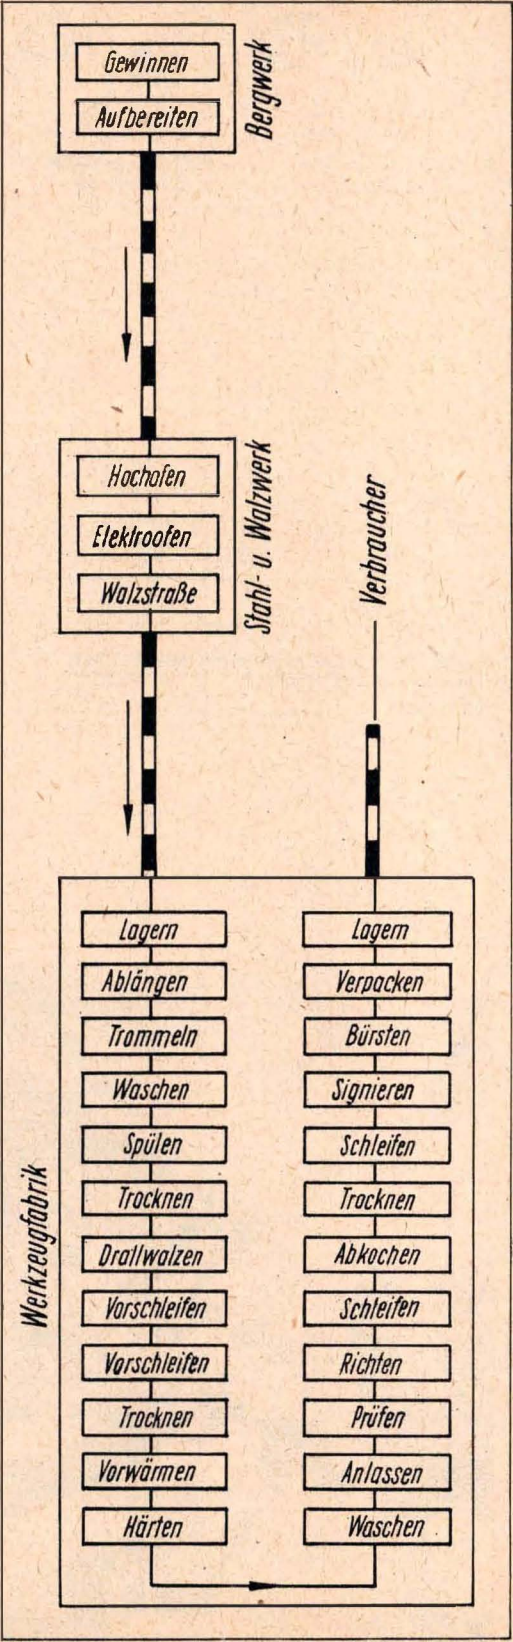 Gewinnen
Aufbereiten
Bergwerk
Hochofen
Elektroofen
Walzstraße
Stahl- u. Walzwerk
Verbraucher
Werkzeugfabrik
Lagern
Ablängen
Trommeln
Waschen
Spülen
Trocknen
Drallwalzen
Vorschleifen
Vorschleifen
Trocknen
Vorwärmen
Härten
Lagern
Verpacken
Bürsten
Signieren
Schleifen
Trocknen
Abkochen
Schleifen
Richten
Prüfen
Anlassen
Waschen